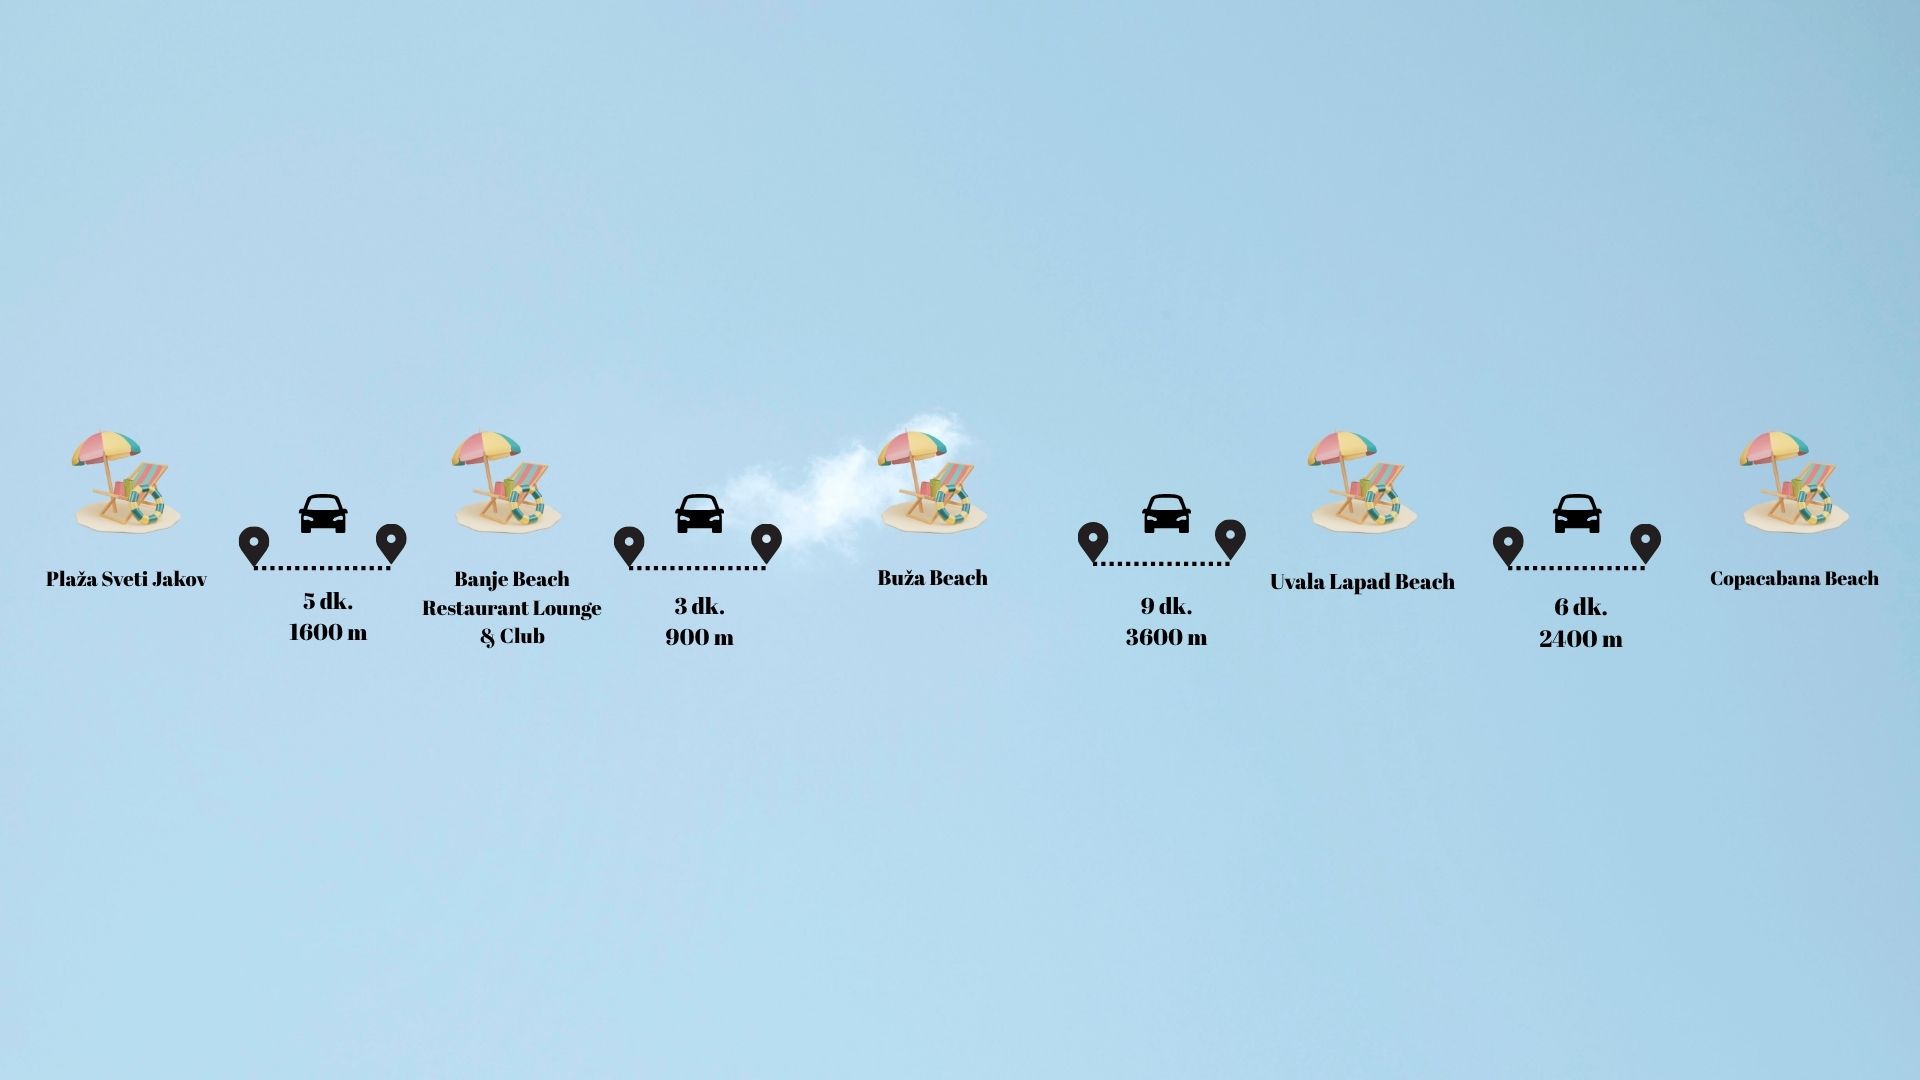 Plaža Sveti Jakov
5 dk.
1600 m
Banje Beach
Restaurant Lounge
& Club
3 dk.
900 m
Buža Beach
9 dk.
3600 m
Uvala Lapad Beach
6 dk.
2400 m
Copacabana Beach